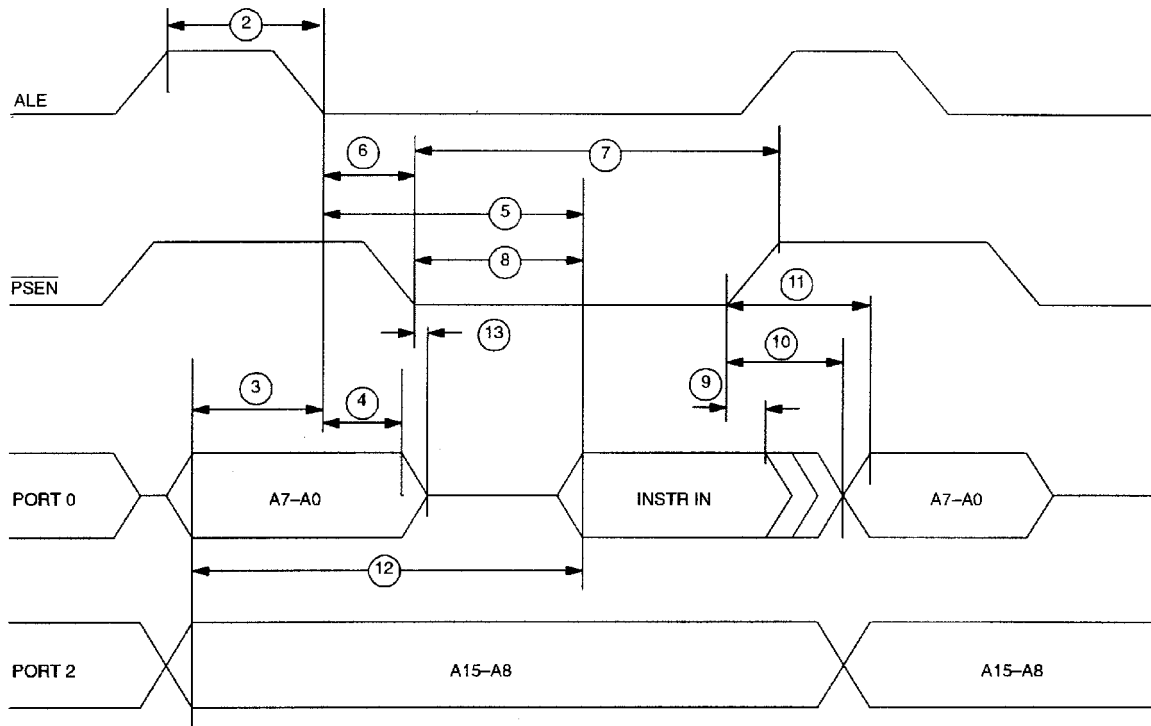 2
ALE
6
7
5
PSEN
8
11
13
10
9
3
4
PORT 0
A7–A0
INSTR IN
A7–A0
12
PORT 2
A15–A8
A15–A8